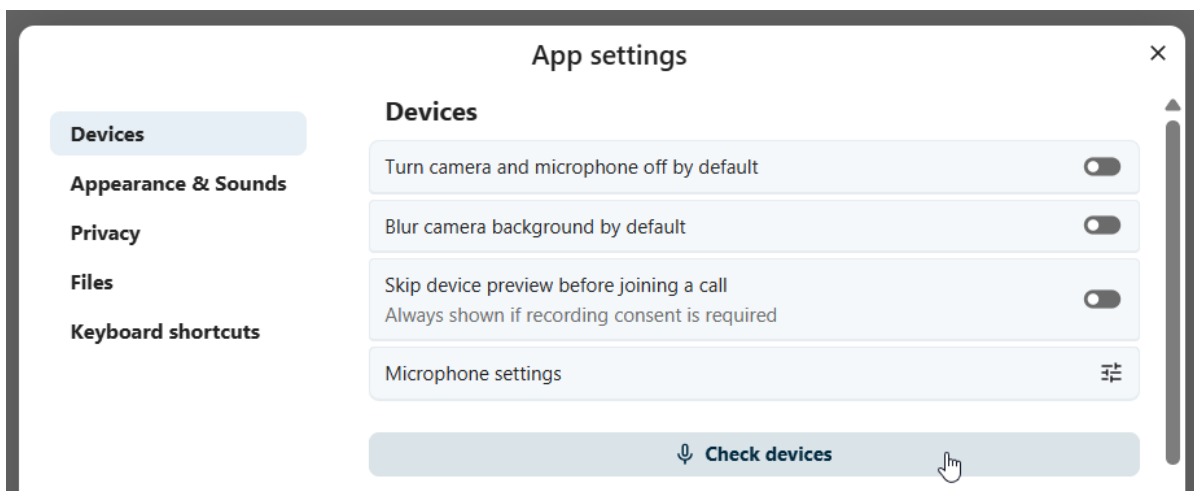 App settings
Devices
Appearance & Sounds
Privacy
Files
Keyboard shortcuts
Devices
Turn camera and microphone off by default
Blur camera background by default
Skip device preview before joining a call
Always shown if recording consent is required
Microphone settings
Check devices